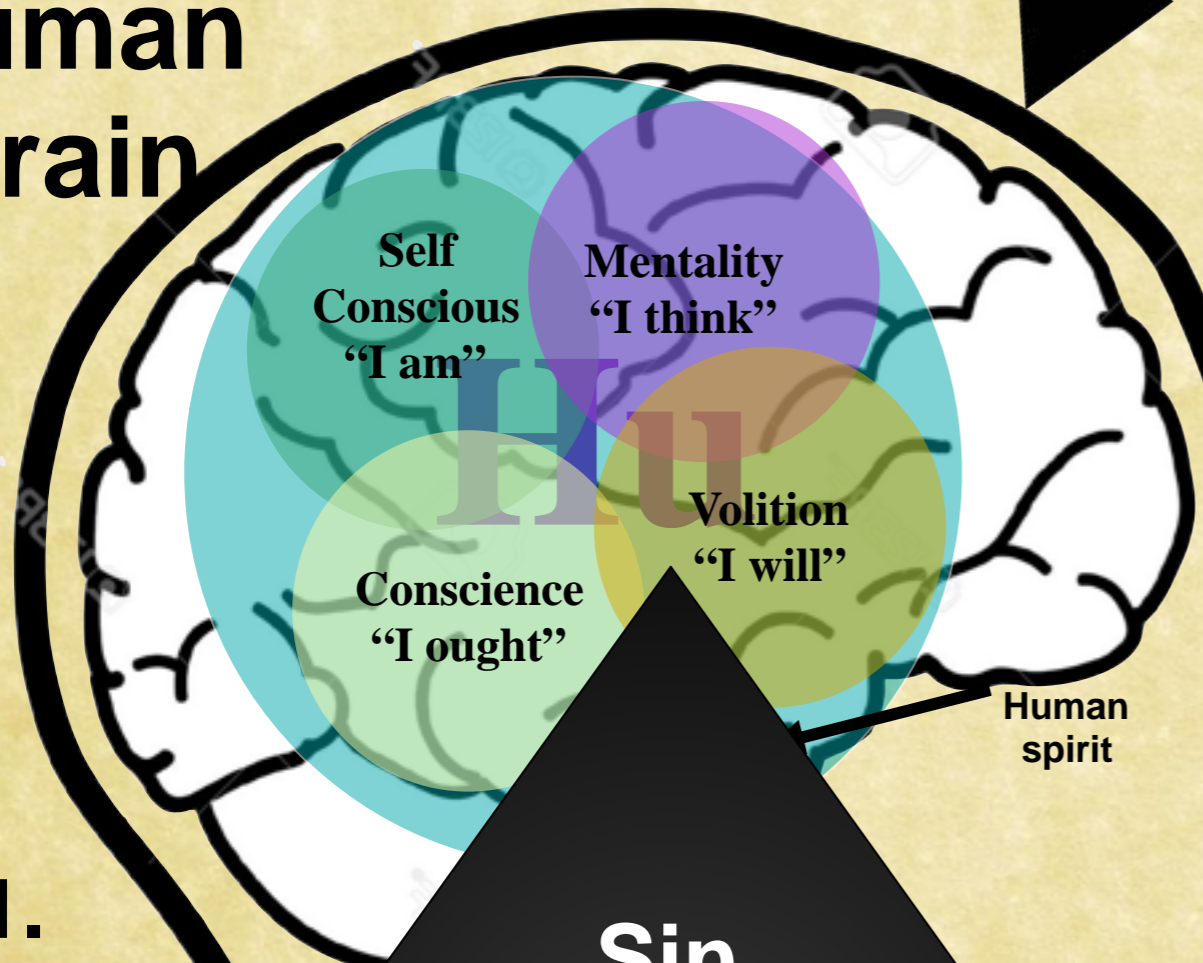 uman
rain
Self
Conscious
“I am”
Mentality
“I think”
Hu
Volition
“I will”
Conscience
“I ought”
Human
spirit
Sin